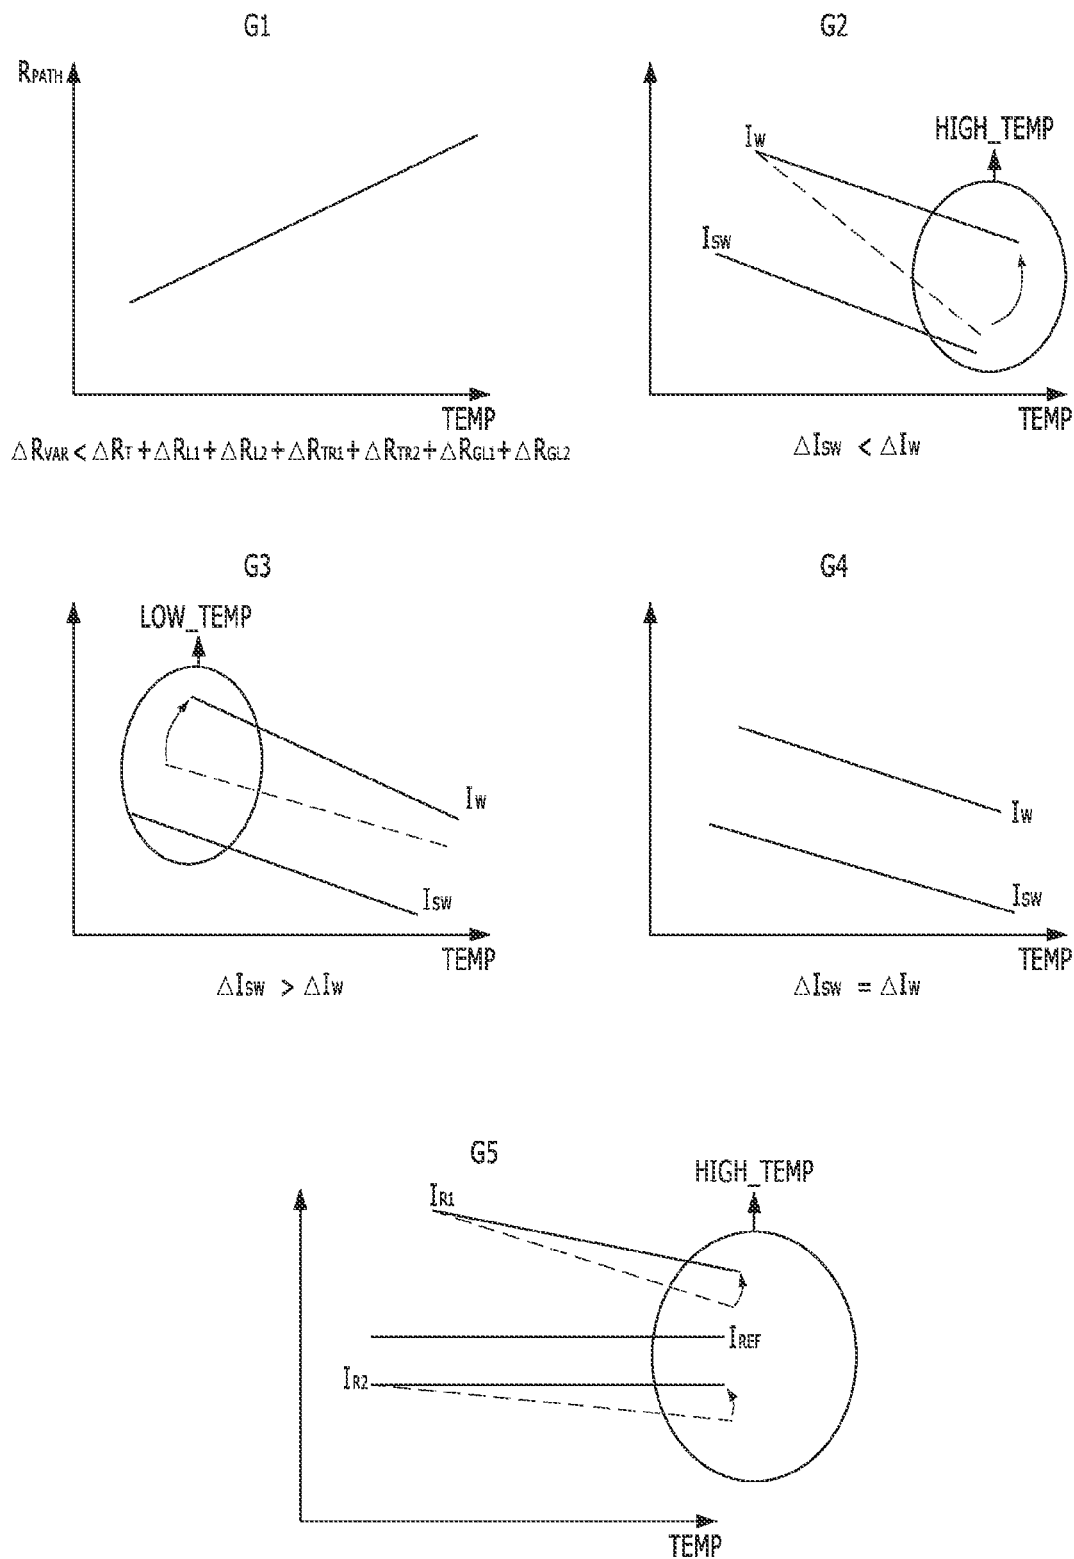 G1
RPATH
TEMP
△RVAR < △RT + △RL1 + △RL2 + △RTR1 + △RTR2 + △RGL1 + △RGL2
G2
IW
HIGH_TEMP
ISW
TEMP
△ISW < △IW
G3
LOW_TEMP
IW
ISW
TEMP
△ISW > △IW
G4
IW
ISW
TEMP
△ISW = △IW
G5
HIGH_TEMP
IR1
IREF
IR2
TEMP